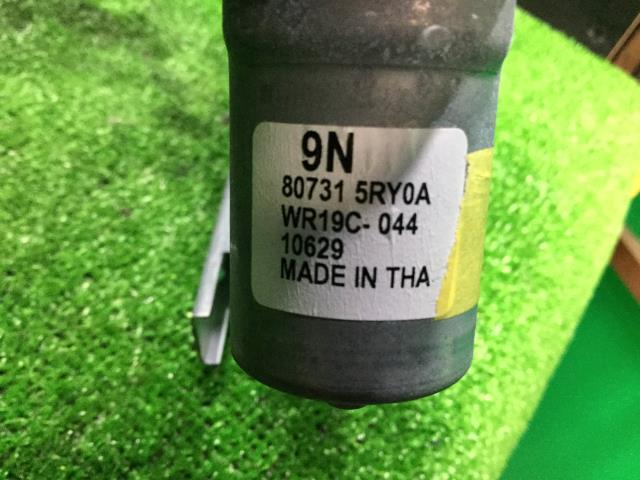 9N
80731 5RY0A
WR19C- 044
10629
MADE IN THA